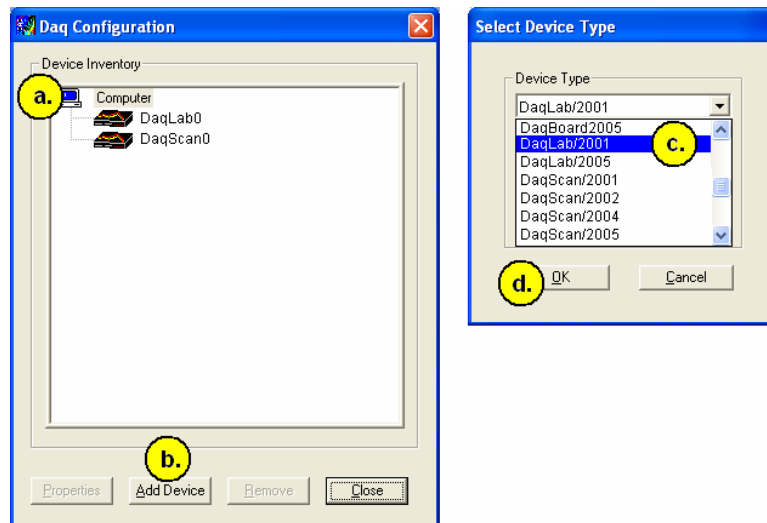 Daq Configuration
Device Inventory
a.
Computer
DaqLab0
DaqScan0
b.
Properties
Add Device
Remove
Close
Select Device Type
Device Type
DaqLab/2001
DaqBoard2005
DaqLab/2001
c.
DaqLab/2005
DaqScan/2001
DaqScan/2002
DaqScan/2004
DaqScan/2005
d.
OK
Cancel